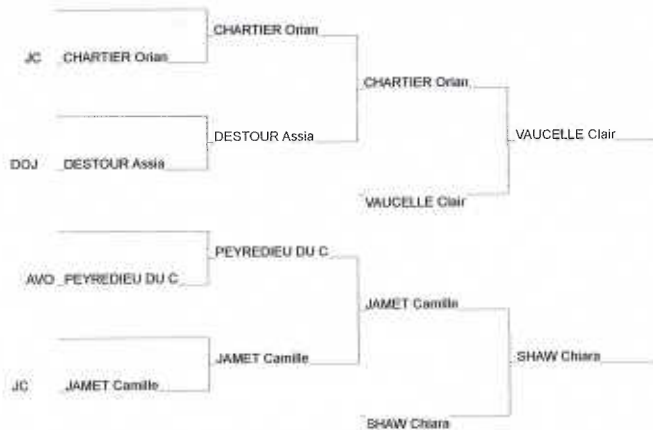 CHARTIER Orian
JC CHARTIER Orian
CHARTIER Orian
DESTOUR Assia
VAUCELLE Clair
DOJ DESTOUR Assia
VAUCELLE Clair
PEYREDIEU DU C
AVO PEYREDIEU DU C
JAMET Camille
JAMET Camille
SHAW Chiara
JC JAMET Camille
SHAW Chiara